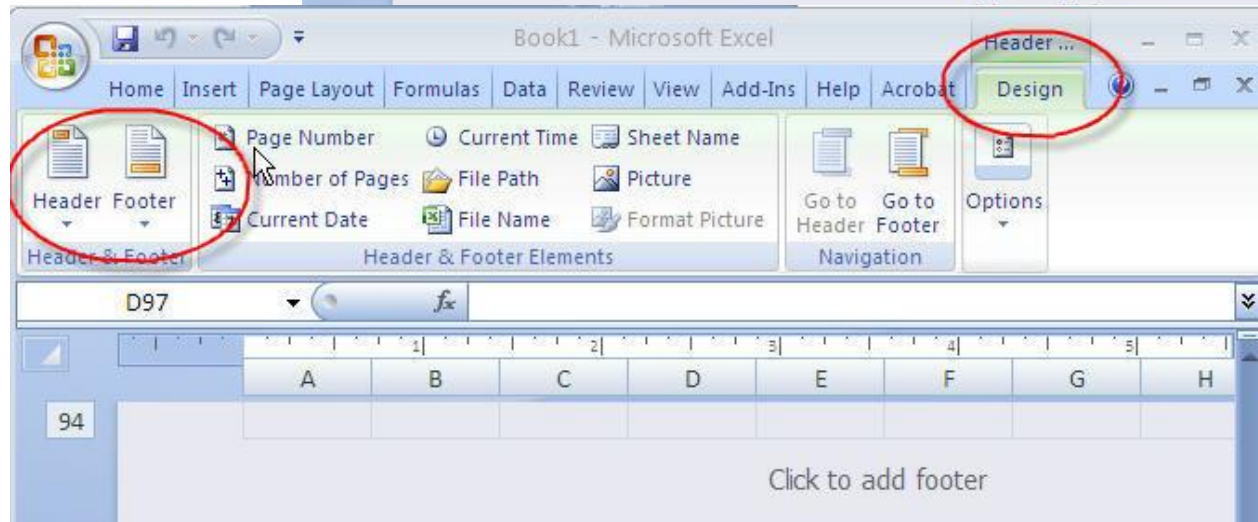 Book1 - Microsoft Excel
Header ...
Home Insert Page Layout Formulas Data Review View Add-Ins Help Acrobat Design
Page Number Current Time Sheet Name
Number of Pages File Path Picture
Current Date File Name Format Picture
Header Footer
Go to Header
Go to Footer
Options
Header & Footer
Header & Footer Elements
Navigation
D97 fx
1 2 3 4 5
A B C D E F G H
94
Click to add footer